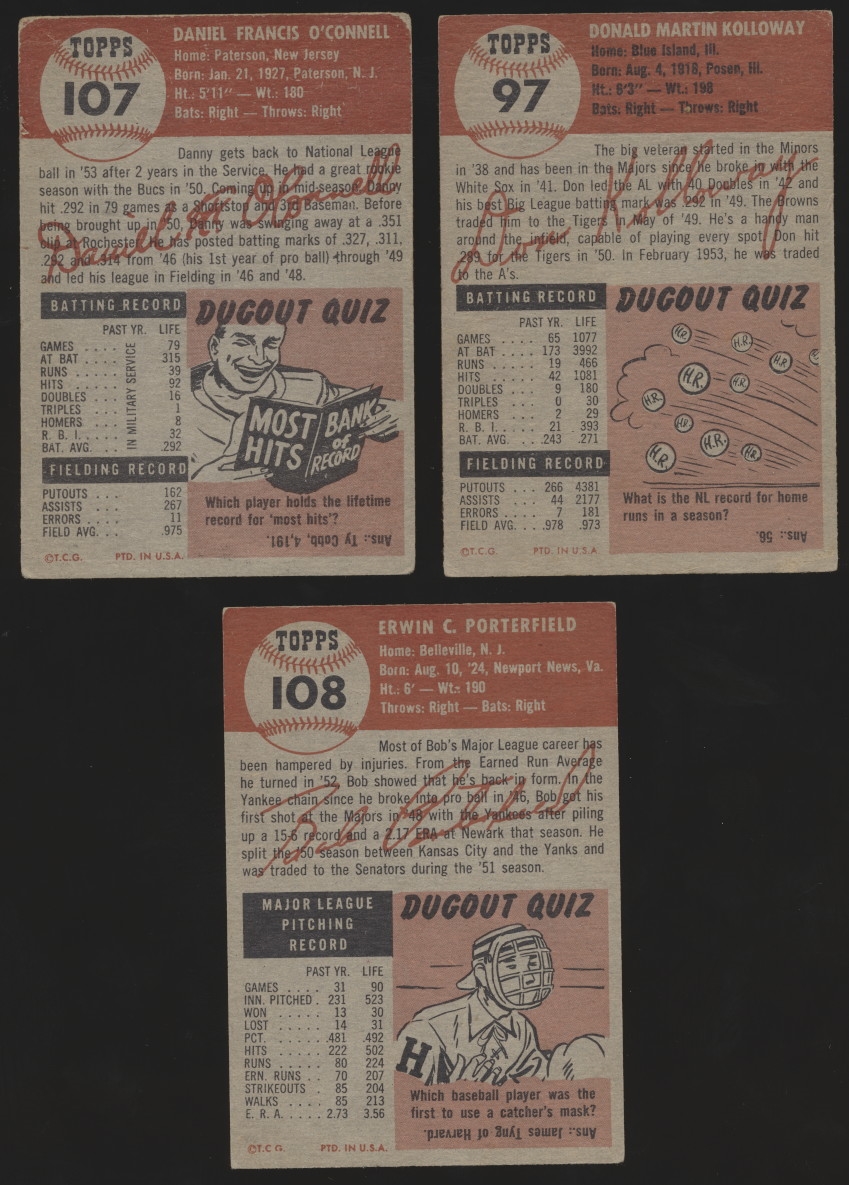 TOPPS
107
DANIEL FRANCIS O'CONNELL
Home: Paterson, New Jersey
Born: Jan. 21, 1927, Paterson, N. J.
Ht.: 5'11" — Wt.: 180
Bats: Right — Throws: Right
Danny gets back to National League
ball in '53 after 2 years in the Service. He had a great rookie
season with the Bucs in '50. Coming up in mid-season, Danny
hit .292 in 79 games as Shortstop and 3rd Baseman. Before
being brought up in '50, Danny was swinging away at a .351
clip at Rochester. He has posted batting marks of .327, .311,
.292 and .314 from '46 (his 1st year of pro ball) through '49
and led his league in Fielding in '46 and '48.
Daniel F. O'Connell
BATTING RECORD
PAST YR. LIFE
GAMES .... 79
AT BAT .... 315
RUNS .... 39
HITS .... 92
DOUBLES .... 16
TRIPLES .... 1
HOMERS .... 8
R. B. I. .... 32
BAT. AVG. ... .292
IN MILITARY SERVICE
FIELDING RECORD
PUTOUTS ... 162
ASSISTS ... 267
ERRORS ... 11
FIELD AVG. ... .975
©T.C.G. PTD. IN U.S.A.
DUGOUT QUIZ
MOST HITS
BANK OF RECORD
Which player holds the lifetime
record for 'most hits'?
Ans.: Ty Cobb, 4,191.
TOPPS
97
DONALD MARTIN KOLLOWAY
Home: Blue Island, Ill.
Born: Aug. 4, 1918, Posen, Ill.
Ht.: 6'3" — Wt.: 198
Bats: Right — Throws: Right
The big veteran started in the Minors
in '38 and has been in the Majors since he broke in with the
White Sox in '41. Don led the AL with 40 Doubles in '42 and
his best Big League batting mark was .292 in '49. The Browns
traded him to the Tigers in May of '49. He's a handy man
around the infield, capable of playing every spot. Don hit
.289 for the Tigers in '50. In February 1953, he was traded
to the A's.
Don Kolloway
BATTING RECORD
PAST YR. LIFE
GAMES .... 65 1077
AT BAT .... 173 3992
RUNS .... 19 466
HITS .... 42 1081
DOUBLES .... 9 180
TRIPLES .... 0 30
HOMERS .... 2 29
R. B. I. .... 21 393
BAT. AVG. ... .243 .271
FIELDING RECORD
PUTOUTS ... 266 4381
ASSISTS ... 44 2177
ERRORS ... 7 181
FIELD AVG. ... .978 .973
©T.C.G. PTD. IN U.S.A.
DUGOUT QUIZ
H.R. H.R. H.R. H.R. H.R. H.R. H.R. H.R. H.R. H.R.
What is the NL record for home
runs in a season?
Ans.: 56.
TOPPS
108
ERWIN C. PORTERFIELD
Home: Belleville, N. J.
Born: Aug. 10, '24, Newport News, Va.
Ht.: 6' — Wt.: 190
Throws: Right — Bats: Right
Most of Bob's Major League career has
been hampered by injuries. From the Earned Run Average
he turned in '52, Bob showed that he's back in form. In the
Yankee chain since he broke into pro ball in '46, Bob got his
first shot at the Majors in '48 with the Yankees after piling
up a 15-6 record and a 2.17 ERA at Newark that season. He
split the '50 season between Kansas City and the Yanks and
was traded to the Senators during the '51 season.
Bob Porterfield
MAJOR LEAGUE
PITCHING
RECORD
PAST YR. LIFE
GAMES .... 31 90
INN. PITCHED . 231 523
WON .... 13 30
LOST .... 14 31
PCT. .... .481 .492
HITS .... 222 502
RUNS .... 80 224
ERN. RUNS .. 70 207
STRIKEOUTS . 85 204
WALKS .... 85 213
E. R. A. .... 2.73 3.56
©T.C.G. PTD. IN U.S.A.
DUGOUT QUIZ
H
Which baseball player was the
first to use a catcher's mask?
Ans.: James Tyng of Harvard.